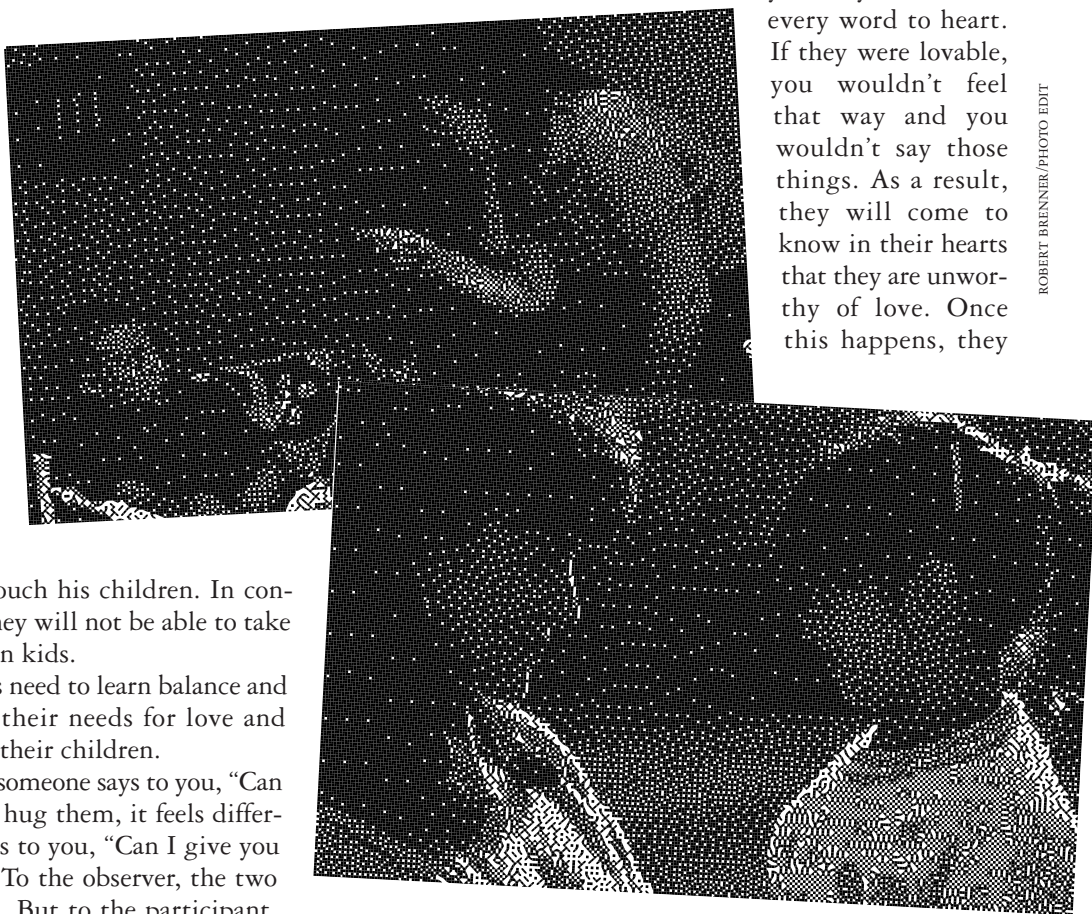 every word to heart.
If they were lovable,
you wouldn’t feel
that way and you
wouldn’t say those
things. As a result,
they will come to
know in their hearts
that they are unwor-
thy of love. Once
this happens, they
ROBERT BRENNER/PHOTO EDIT
ouch his children. In con-
hey will not be able to take
n kids.
s need to learn balance and
their needs for love and
their children.
someone says to you, “Can
hug them, it feels differ-
s to you, “Can I give you
To the observer, the two
But to the participant,